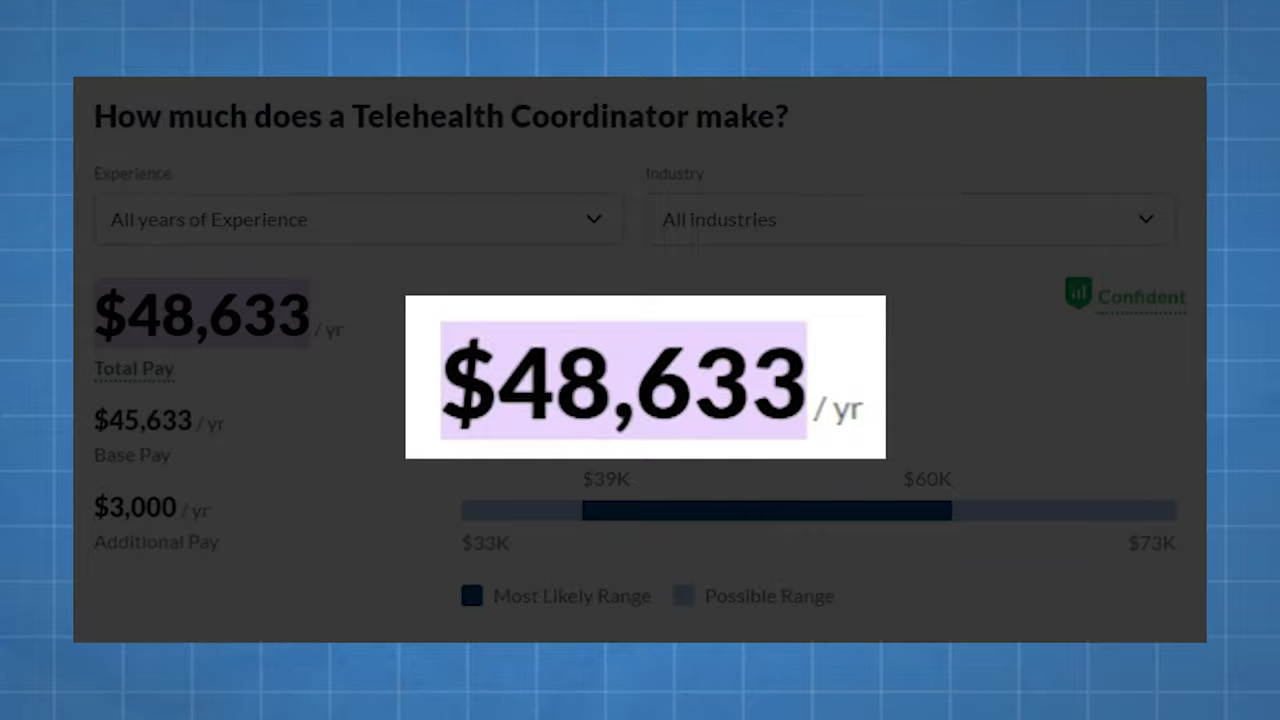 How much does a Telehealth Coordinator make?
Experience
Industry
All years of Experience
All industries
$48,633 / yr
Confident
Total Pay
$48,633 / yr
$45,633 / yr
Base Pay
$39K
$60K
$3,000 / yr
Additional Pay
$33K
$73K
Most Likely Range
Possible Range